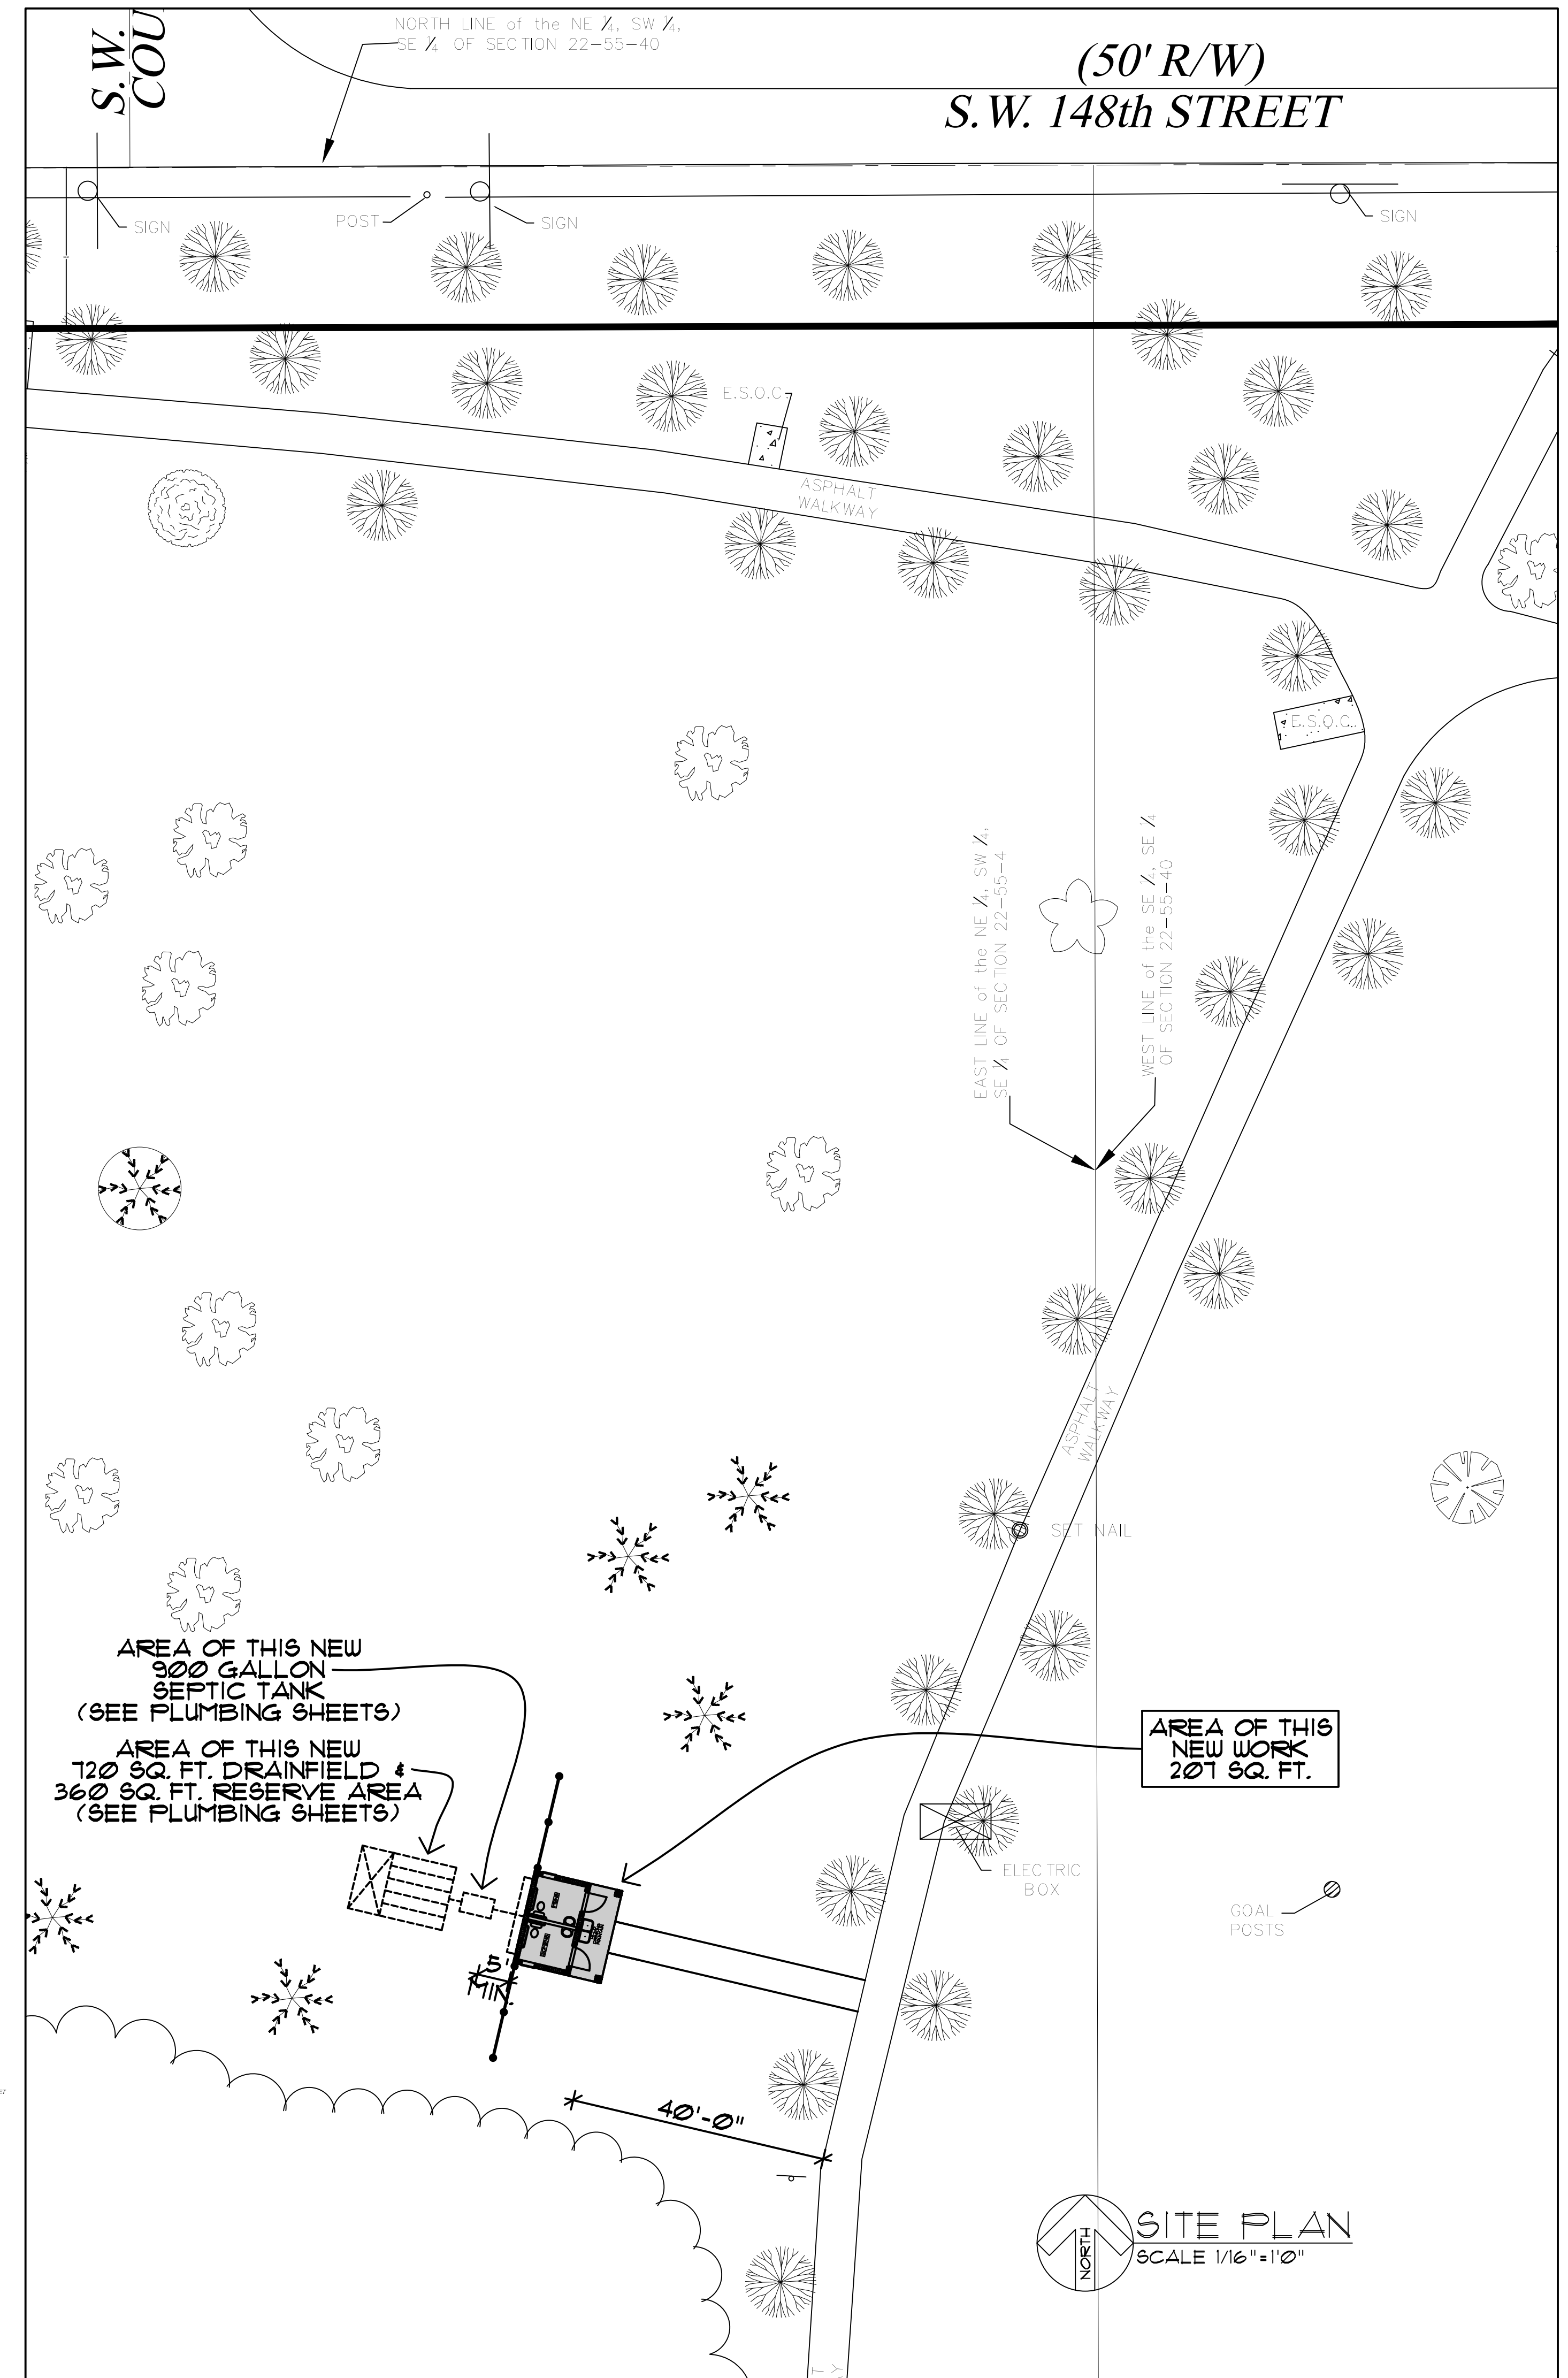 S.W.
COU
NORTH LINE of the NE ¼, SW ¼,
SE ¼ OF SECTION 22-55-40
(50' R/W)
S.W. 148th STREET
SIGN
POST
SIGN
SIGN
E.S.O.C.
ASPHALT
WALKWAY
E.S.O.C.
EAST LINE of the NE ¼, SW ¼,
SE ¼ OF SECTION 22-55-4
WEST LINE of the SE ¼, SE ¼
OF SECTION 22-55-40
ASPHALT
WALKWAY
SET NAIL
AREA OF THIS NEW
900 GALLON
SEPTIC TANK
(SEE PLUMBING SHEETS)
AREA OF THIS NEW
720 SQ. FT. DRAINFIELD &
360 SQ. FT. RESERVE AREA
(SEE PLUMBING SHEETS)
AREA OF THIS
NEW WORK
207 SQ. FT.
ELECTRIC
BOX
GOAL
POSTS
5'
MIN.
40'-0"
NORTH
SITE PLAN
SCALE 1/16"=1'0"